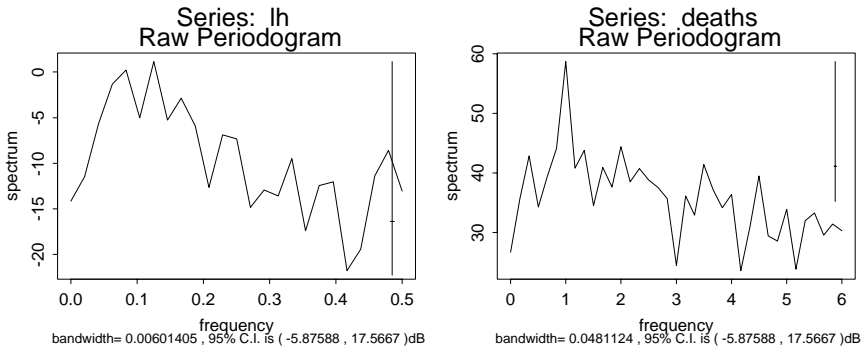 Series: lh
Raw Periodogram
spectrum
0
-5
-10
-15
-20
0.0 0.1 0.2 0.3 0.4 0.5
frequency
bandwidth= 0.00601405 , 95% C.I. is ( -5.87588 , 17.5667 )dB
Series: deaths
Raw Periodogram
spectrum
60
50
40
30
0 1 2 3 4 5 6
frequency
bandwidth= 0.0481124 , 95% C.I. is ( -5.87588 , 17.5667 )dB